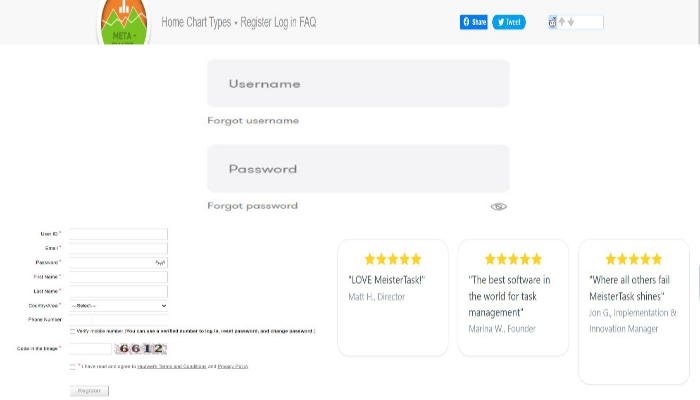 META -
Home Chart Types Register Log in FAQ
Share
Tweet
Username
Forgot username
Password
Forgot password
User ID *
Email *
Password *
First Name *
Last Name *
Country/Area *
---Select---
Phone Number
Verify mobile number (You can use a verified number to log in, reset password, and change password.)
Code in the Image *
6612
* I have read and agree to Huawei's Terms and Conditions and Privacy Policy
Register
"LOVE MeisterTask!"
Matt H., Director
"The best software in
the world for task
management"
Marina W., Founder
"Where all others fail
MeisterTask shines"
Jon G., Implementation &
Innovation Manager